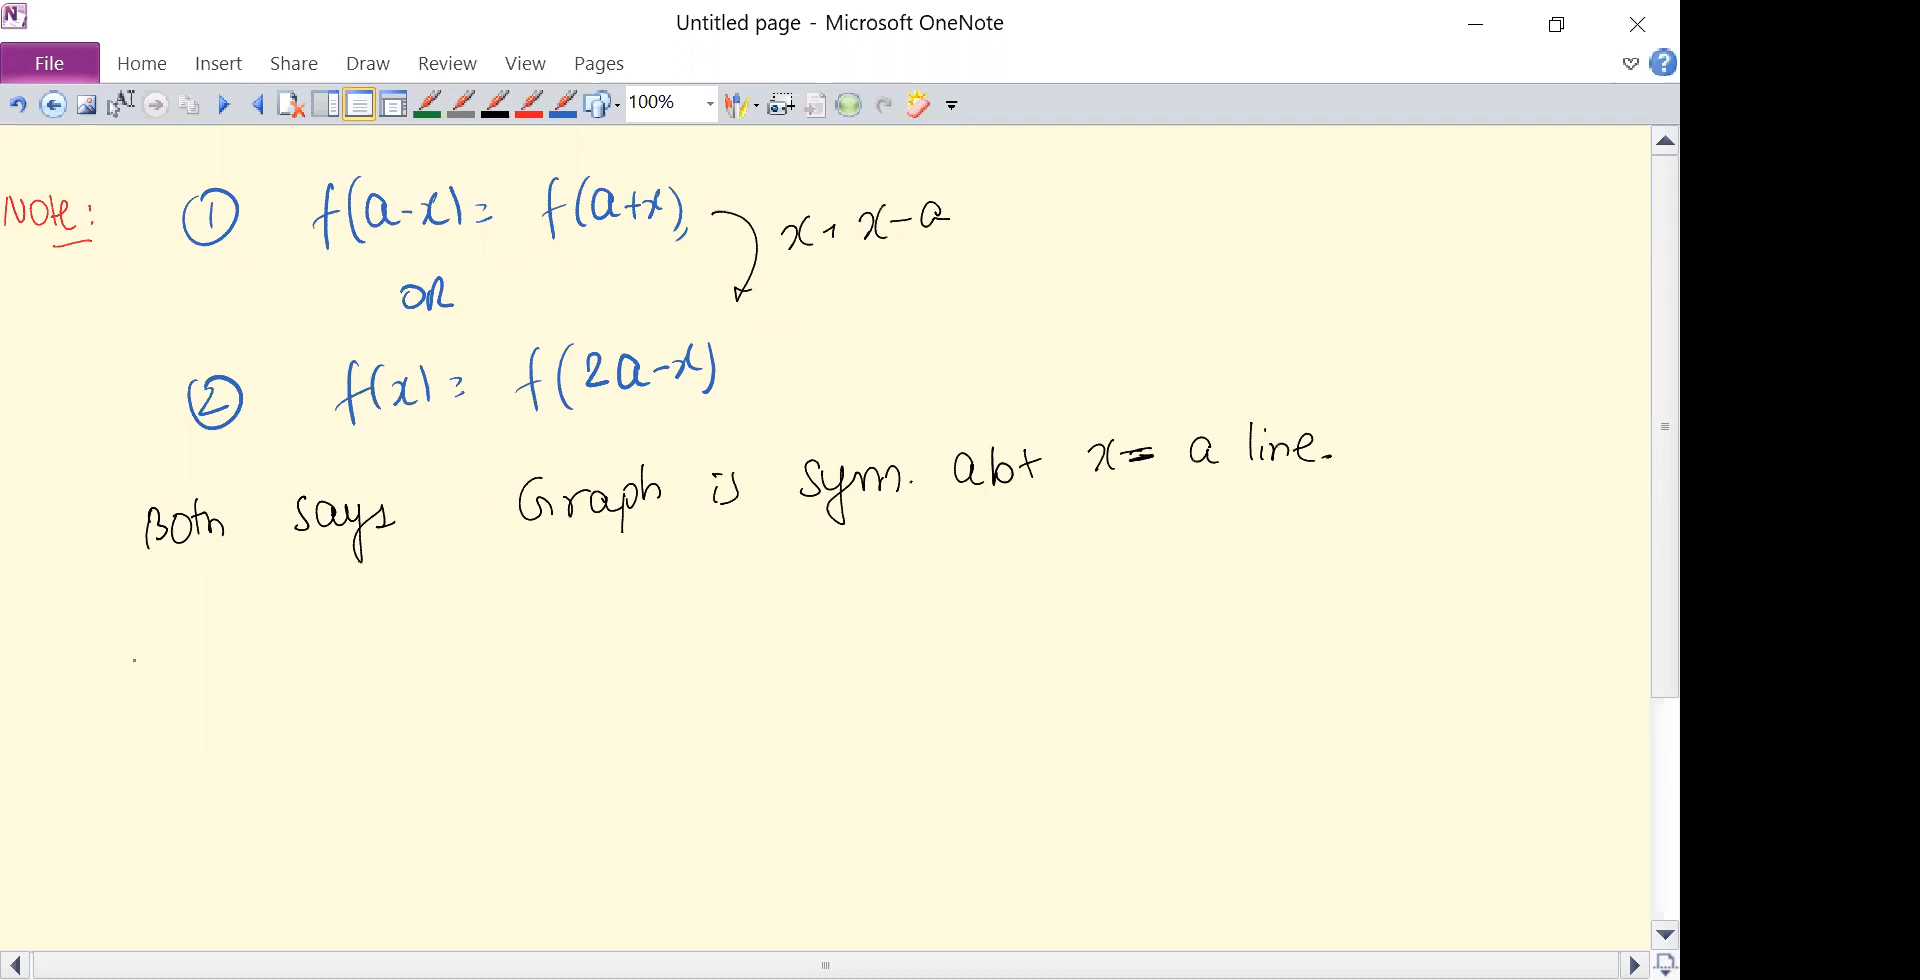 Untitled page - Microsoft OneNote
File Home Insert Share Draw Review View Pages
100%
Note: ① f(a-x) = f(a+x), x → x-a
OR
② f(x) = f(2a-x)
Both says Graph is sym. abt x = a line.